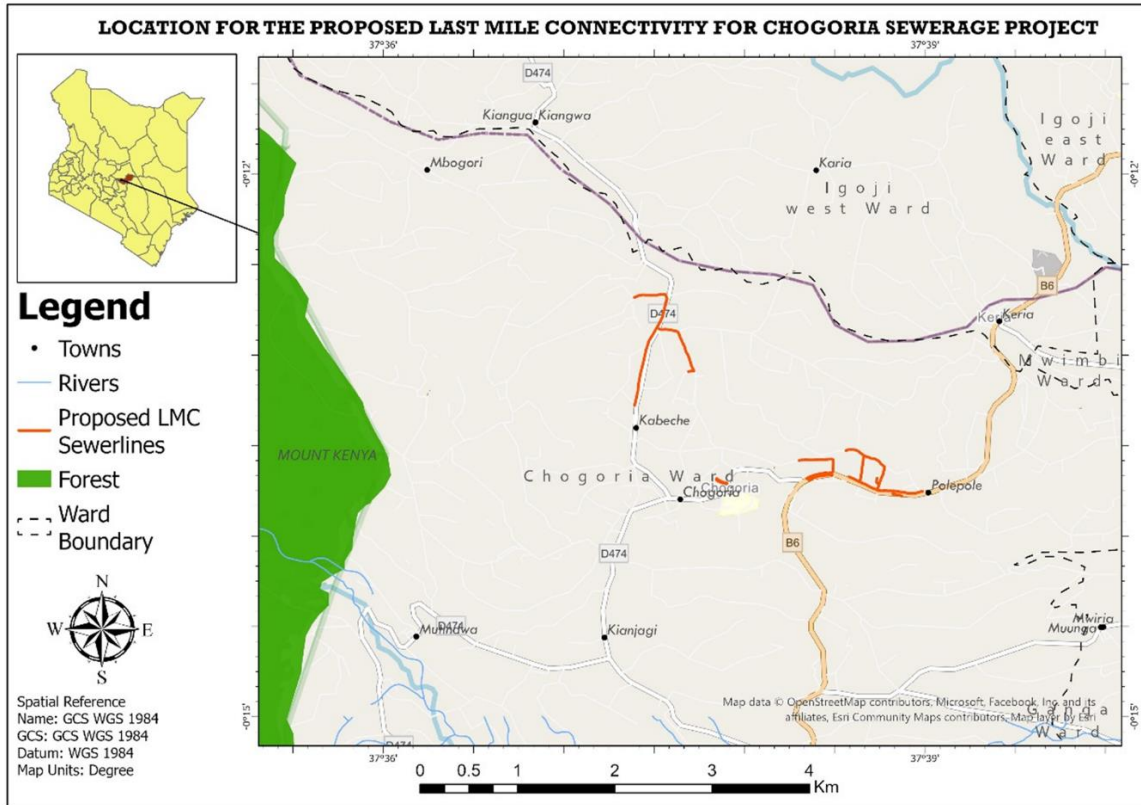 LOCATION FOR THE PROPOSED LAST MILE CONNECTIVITY FOR CHOGORIA SEWERAGE PROJECT
37°36'
37°39'
D474
Kiangua Kiangwa
Igoji
east
Ward
Mbogori
Karia
-0°12'
-0°12'
Igoji
west Ward
B6
D474
Keria
Keria
Mwimbi
Ward
Legend
Towns
Rivers
Proposed LMC
Sewerlines
Forest
Ward
Boundary
Kabeche
MOUNT KENYA
Chogoria Ward
Chogoria
Chogoria
Polepole
B6
D474
D474
Kianjagi
Mwiria
Muunga
N
W
E
S
Spatial Reference
Name: GCS WGS 1984
GCS: GCS WGS 1984
Datum: WGS 1984
Map Units: Degree
Map data © OpenStreetMap contributors, Microsoft, Facebook, Inc. and its
affiliates, Esri Community Maps contributors, Map layer by Esri
Ganga
Ward
-0°15'
-0°15'
D474
37°36'
37°39'
0 0.5 1 2 3 4
Km